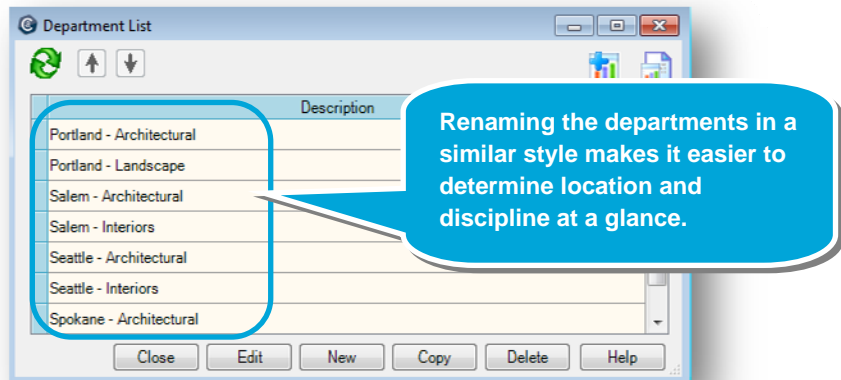 Department List
Description
Portland - Architectural
Portland - Landscape
Salem - Architectural
Salem - Interiors
Seattle - Architectural
Seattle - Interiors
Spokane - Architectural
Renaming the departments in a
similar style makes it easier to
determine location and
discipline at a glance.
Close Edit New Copy Delete Help